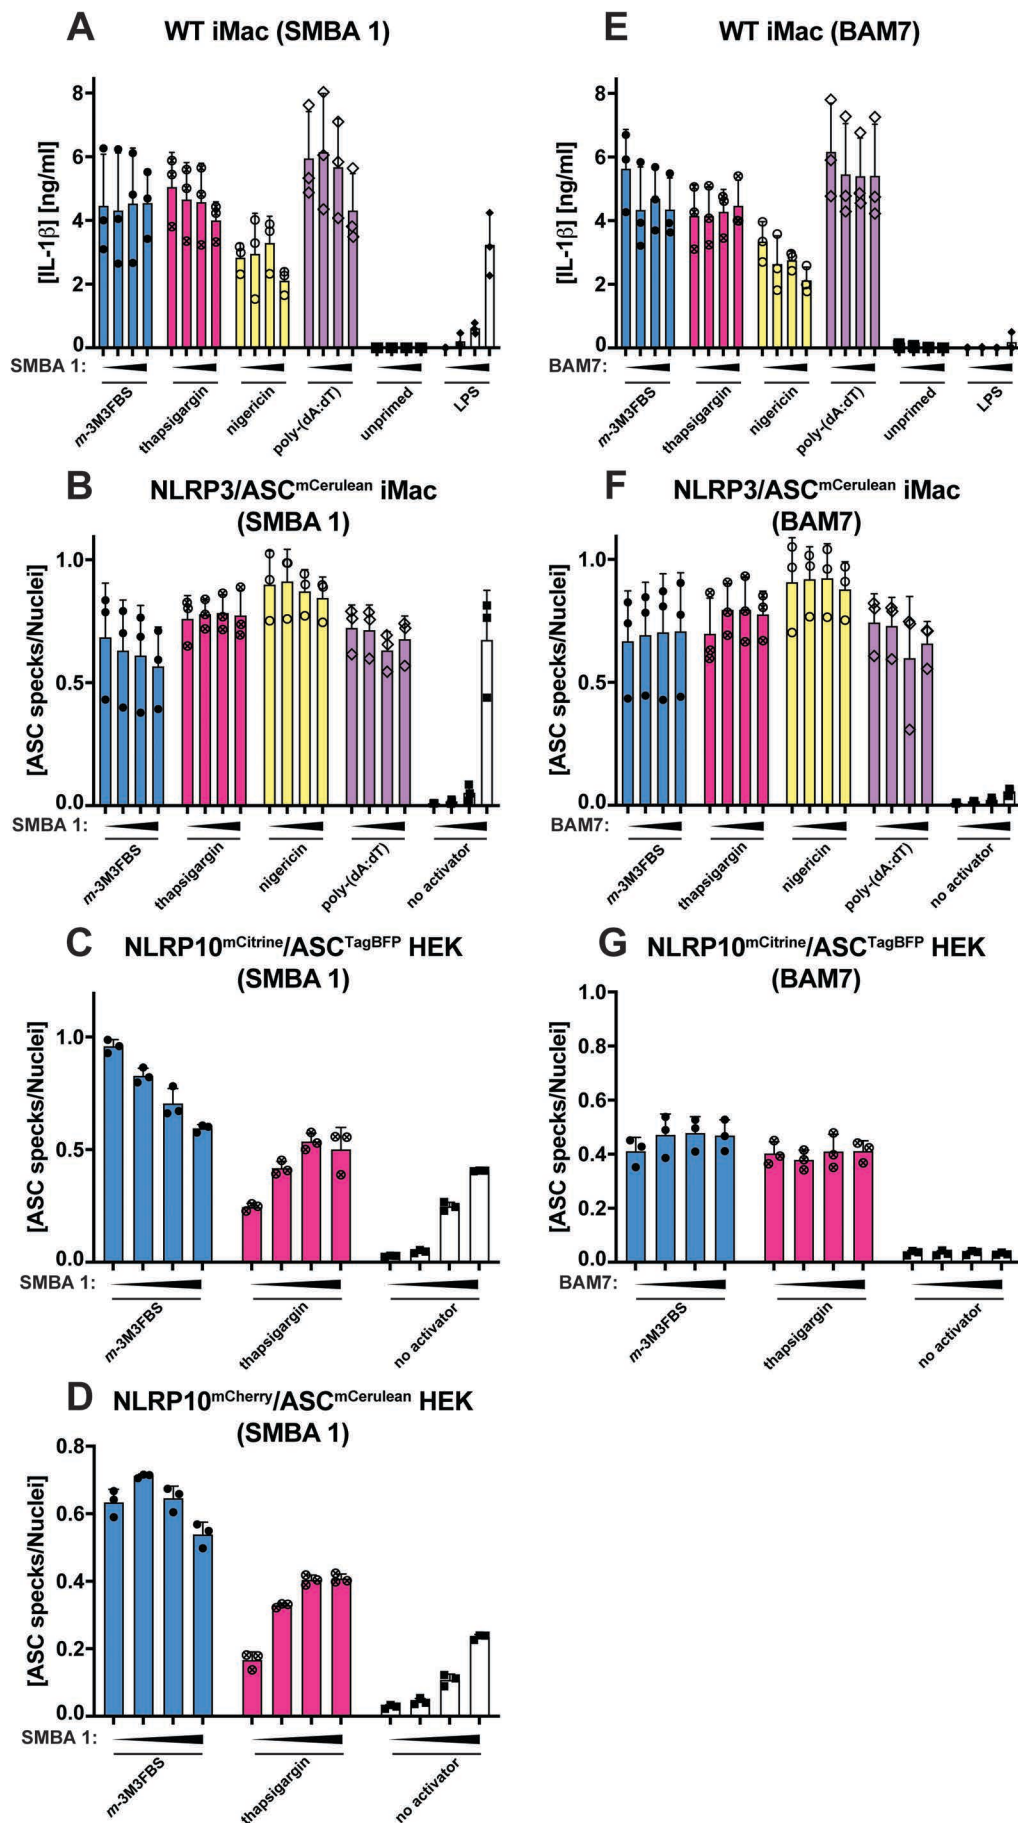 A
WT iMac (SMBA 1)
[IL-1β] [ng/ml]
8
6
4
2
0
SMBA 1:
m-3M3FBS
thapsigargin
nigericin
poly-(dA:dT)
unprimed
LPS
E
WT iMac (BAM7)
[IL-1β] [ng/ml]
8
6
4
2
0
BAM7:
m-3M3FBS
thapsigargin
nigericin
poly-(dA:dT)
unprimed
LPS
B
NLRP3/ASCmCerulean iMac
(SMBA 1)
[ASC specks/Nuclei]
1.0
0.5
0.0
SMBA 1:
m-3M3FBS
thapsigargin
nigericin
poly-(dA:dT)
no activator
F
NLRP3/ASCmCerulean iMac
(BAM7)
[ASC specks/Nuclei]
1.0
0.5
0.0
BAM7:
m-3M3FBS
thapsigargin
nigericin
poly-(dA:dT)
no activator
C
NLRP10mCitrine/ASCTagBFP HEK
(SMBA 1)
[ASC specks/Nuclei]
1.0
0.5
0.0
SMBA 1:
m-3M3FBS
thapsigargin
no activator
G
NLRP10mCitrine/ASCTagBFP HEK
(BAM7)
[ASC specks/Nuclei]
1.0
0.8
0.6
0.4
0.2
0.0
BAM7:
m-3M3FBS
thapsigargin
no activator
D
NLRP10mCherry/ASCmCerulean HEK
(SMBA 1)
[ASC specks/Nuclei]
0.8
0.6
0.4
0.2
0.0
SMBA 1:
m-3M3FBS
thapsigargin
no activator